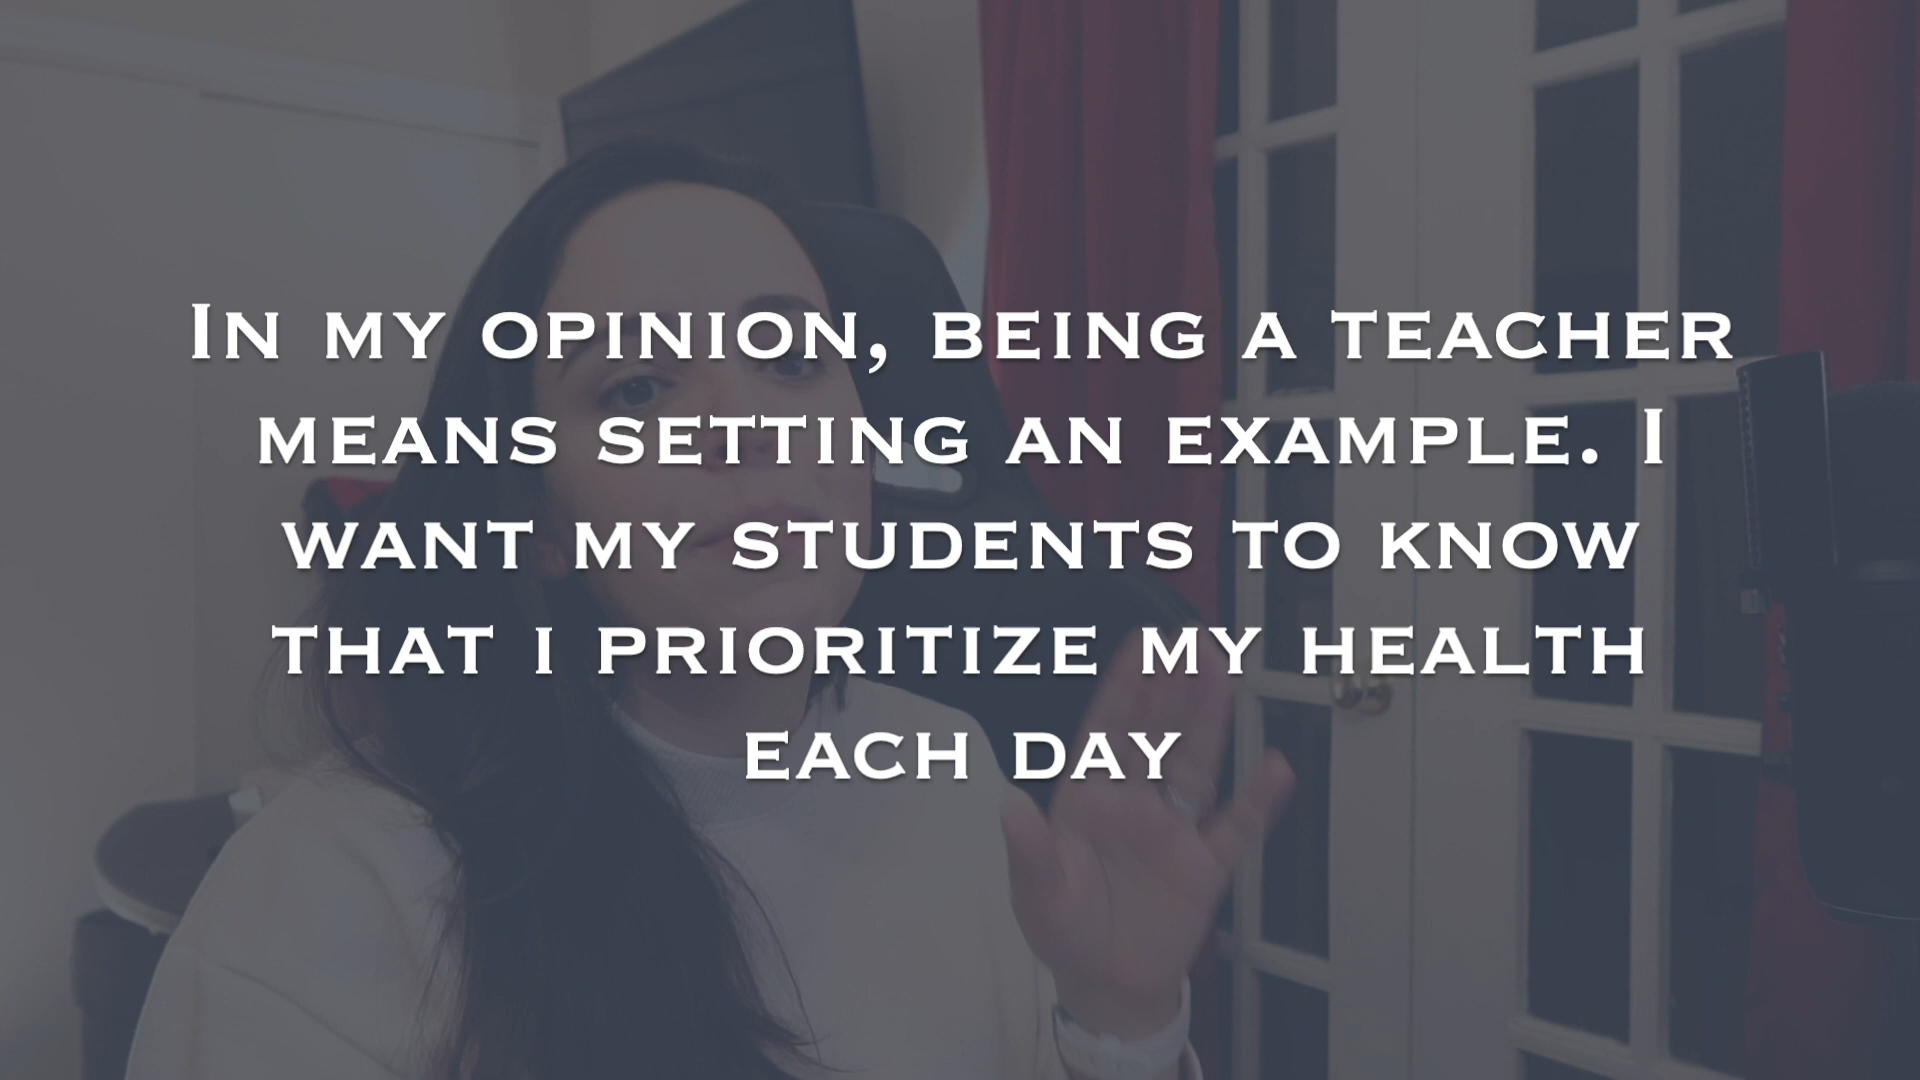 In my opinion, being a teacher
means setting an example. I
want my students to know
that i prioritize my health
each day